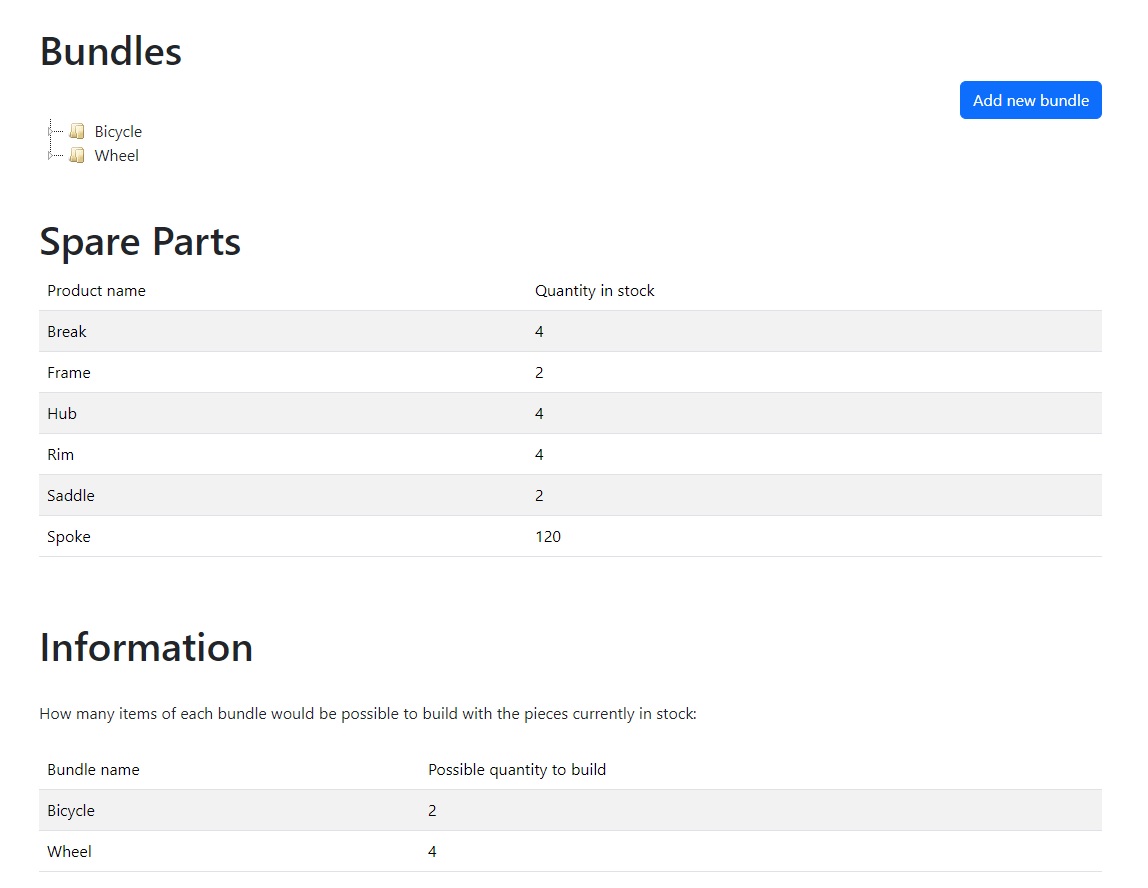 Bundles
Add new bundle
Bicycle
Wheel
Spare Parts
Product name Quantity in stock
Break 4
Frame 2
Hub 4
Rim 4
Saddle 2
Spoke 120
Information
How many items of each bundle would be possible to build with the pieces currently in stock:
Bundle name Possible quantity to build
Bicycle 2
Wheel 4